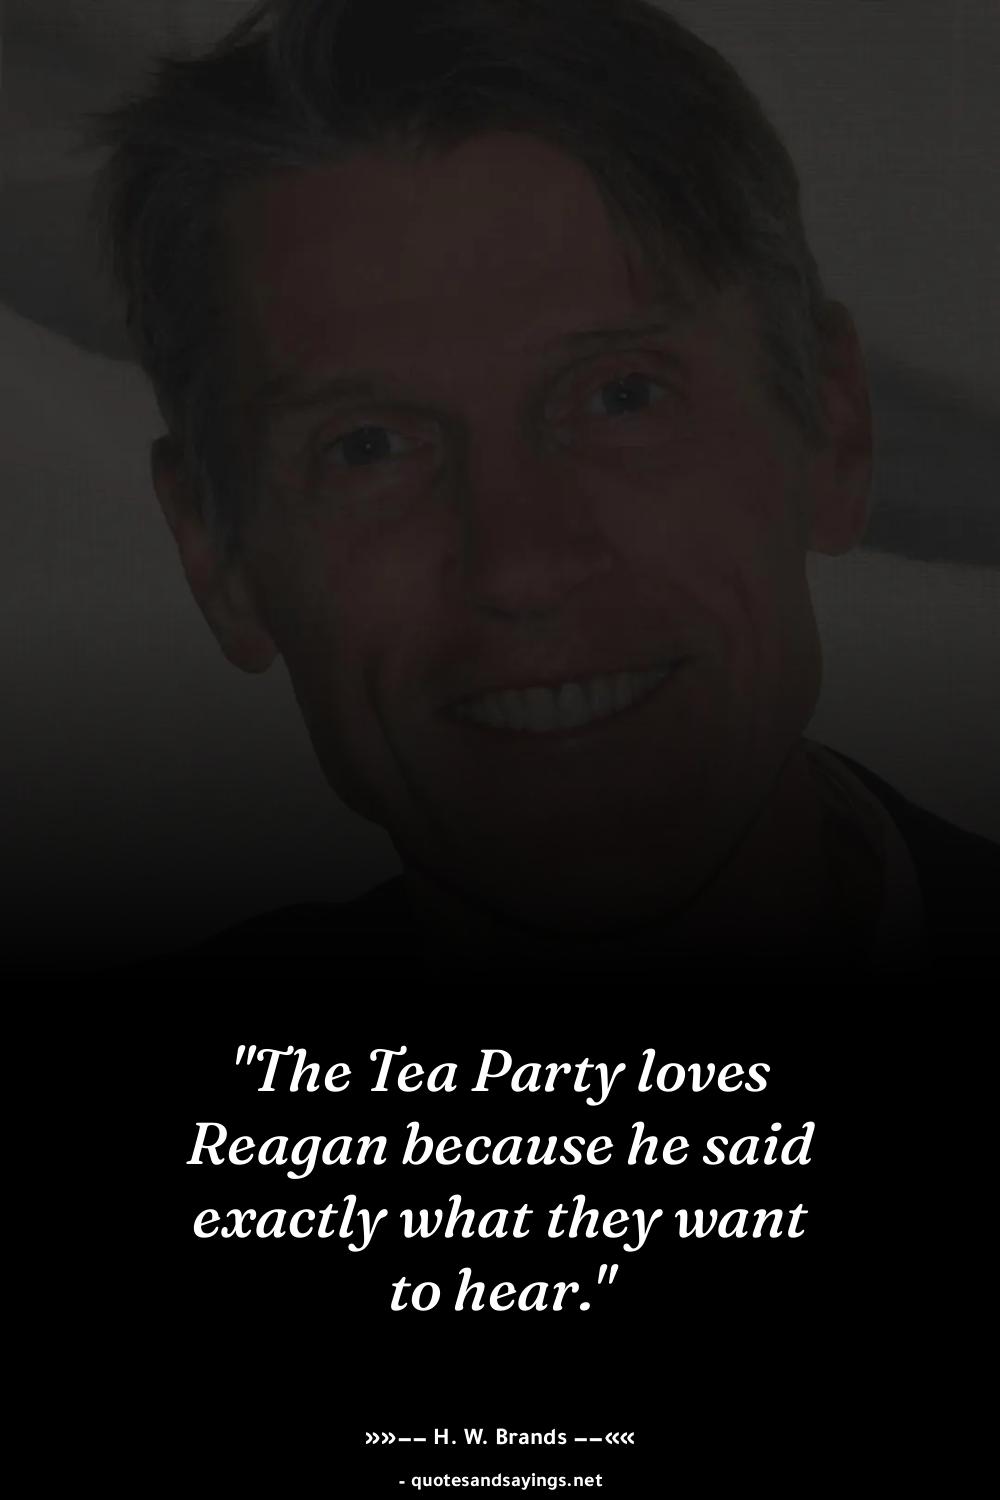 "The Tea Party loves
Reagan because he said
exactly what they want
to hear."
»»−− H. W. Brands −−««
- quotesandsayings.net